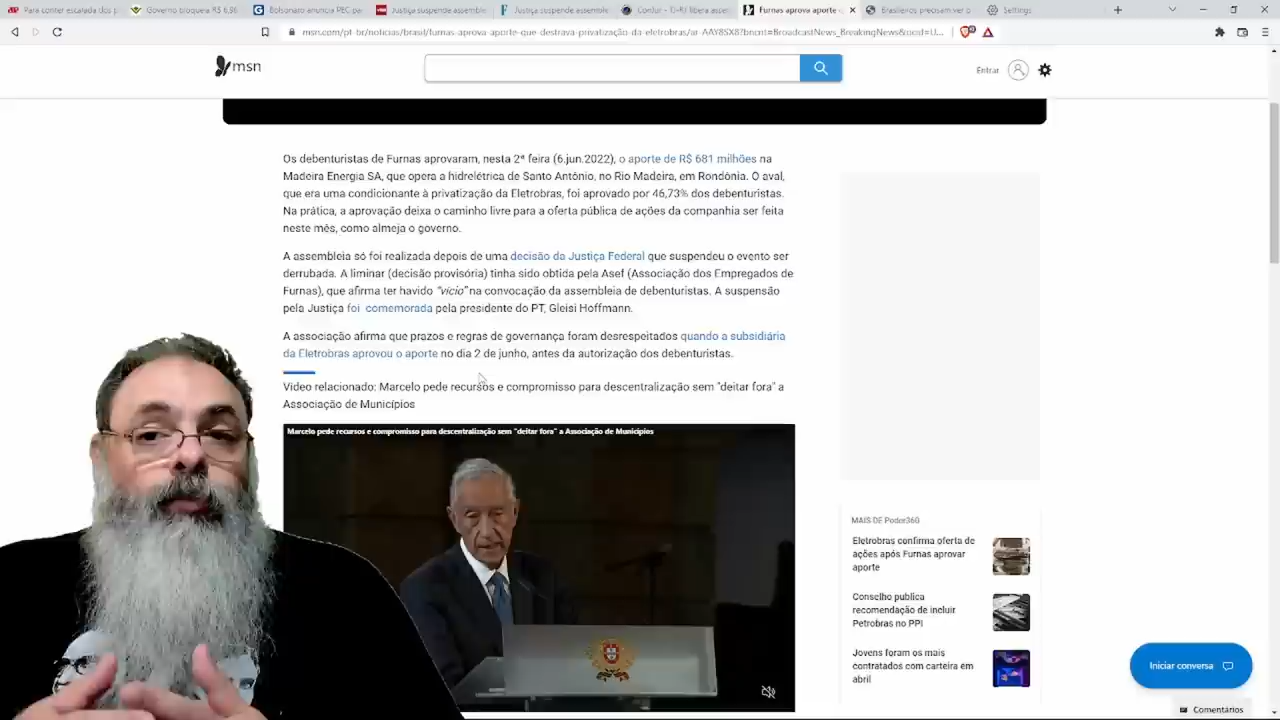 Para conter escalada dos p
Governo bloqueia R$ 6,96
Bolsonaro anuncia PEC par
Justiça suspende assemble
Justiça suspende assemble
Conjur - TRJ libera assem
Furnas aprova aporte
Brasileiros precisam ver o
Settings
msn.com/pt-br/noticias/brasil/furnas-aprova-aporte-que-destrava-privatização-da-eletrobras/ar-
msn
Entrar
Os debenturistas de Furnas aprovaram, nesta 2ª feira (6.jun.2022), o aporte de R$ 681 milhões na
Madeira Energia SA, que opera a hidrelétrica de Santo Antônio, no Rio Madeira, em Rondônia. O aval,
que era uma condicionante à privatização da Eletrobras, foi aprovado por 46,73% dos debenturistas.
Na prática, a aprovação deixa o caminho livre para a oferta pública de ações da companhia ser feita
neste mês, como almeja o governo.
A assembleia só foi realizada depois de uma decisão da Justiça Federal que suspendeu o evento ser
derrubada. A liminar (decisão provisória) tinha sido obtida pela Asef (Associação dos Empregados de
Furnas), que afirma ter havido “vício” na convocação da assembleia de debenturistas. A suspensão
pela Justiça foi comemorada pela presidente do PT, Gleisi Hoffmann.
A associação afirma que prazos e regras de governança foram desrespeitados quando a subsidiária
da Eletrobras aprovou o aporte no dia 2 de junho, antes da autorização dos debenturistas.
Vídeo relacionado: Marcelo pede recursos e compromisso para descentralização sem "deitar fora" a
Associação de Municípios
Marcelo pede recursos e compromisso para descentralização sem "deitar fora" a Associação de Municípios
MAIS DE Poder360
Eletrobras confirma oferta de
ações após Furnas aprovar
aporte
Conselho publica
recomendação de incluir
Petrobras no PPI
Jovens foram os mais
contratados com carteira em
abril
Iniciar conversa
Comentários